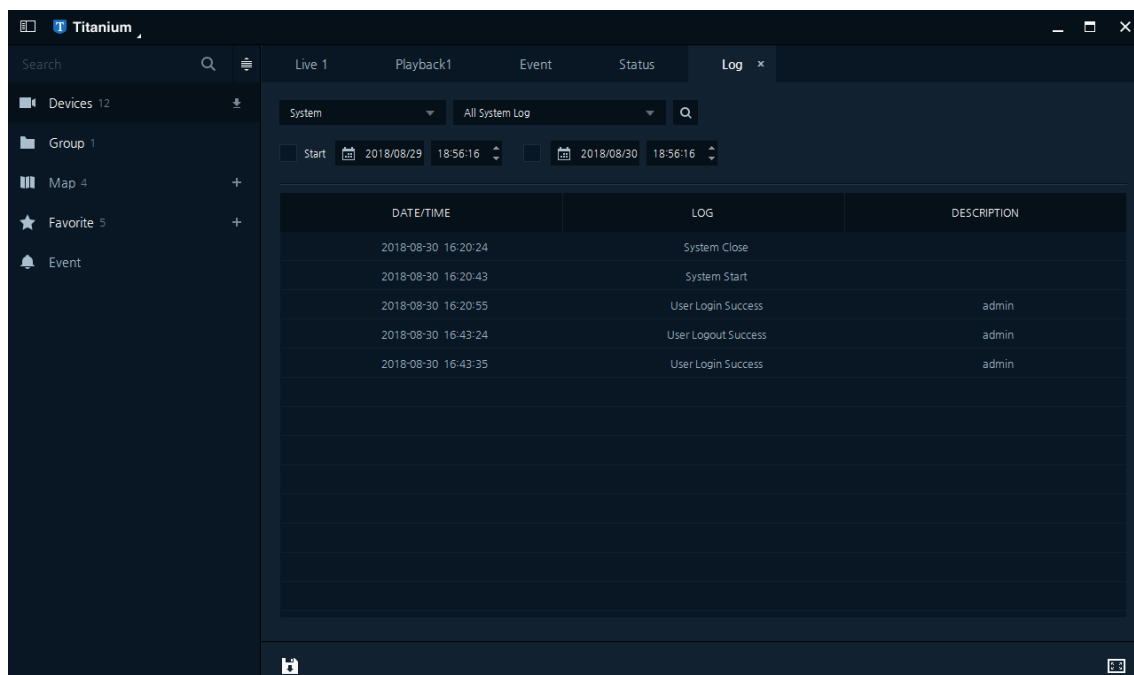 Titanium
Search
Live 1 Playback1 Event Status Log ×
Devices 12
Group 1
Map 4
Favorite 5
Event
System All System Log
Start 2018/08/29 18:56:16 2018/08/30 18:56:16
DATE/TIME LOG DESCRIPTION
2018-08-30 16:20:24 System Close
2018-08-30 16:20:43 System Start
2018-08-30 16:20:55 User Login Success admin
2018-08-30 16:43:24 User Logout Success admin
2018-08-30 16:43:35 User Login Success admin